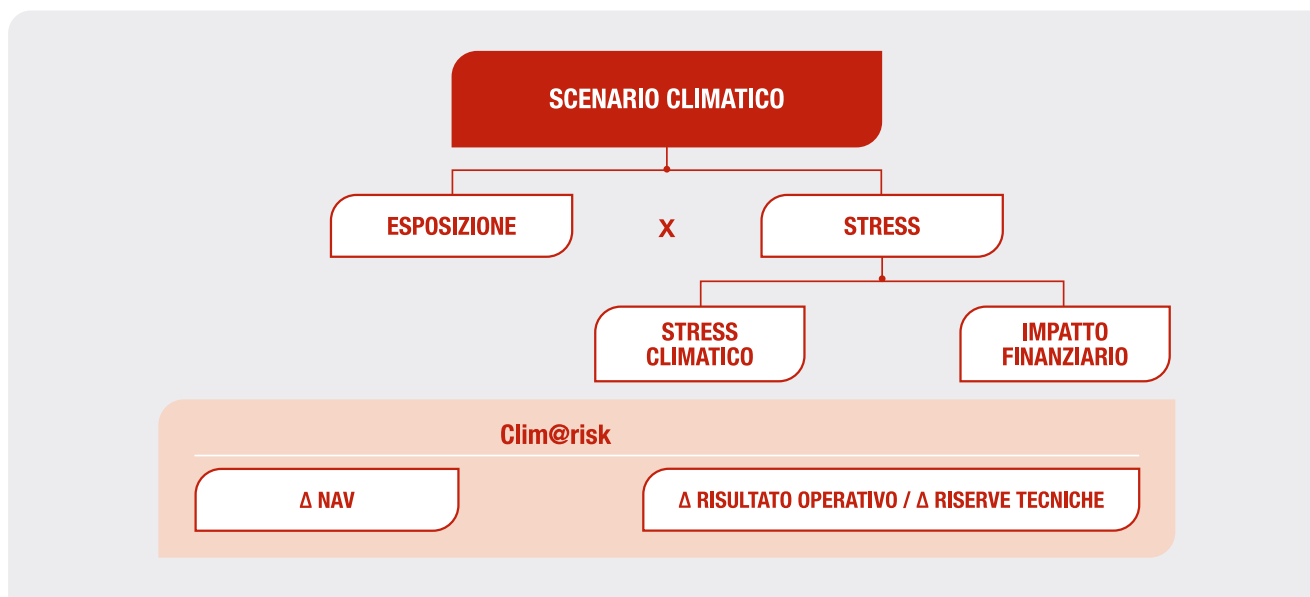 SCENARIO CLIMATICO
ESPOSIZIONE
X
STRESS
STRESS
CLIMATICO
IMPATTO
FINANZIARIO
Clim@risk
Δ NAV
Δ RISULTATO OPERATIVO / Δ RISERVE TECNICHE